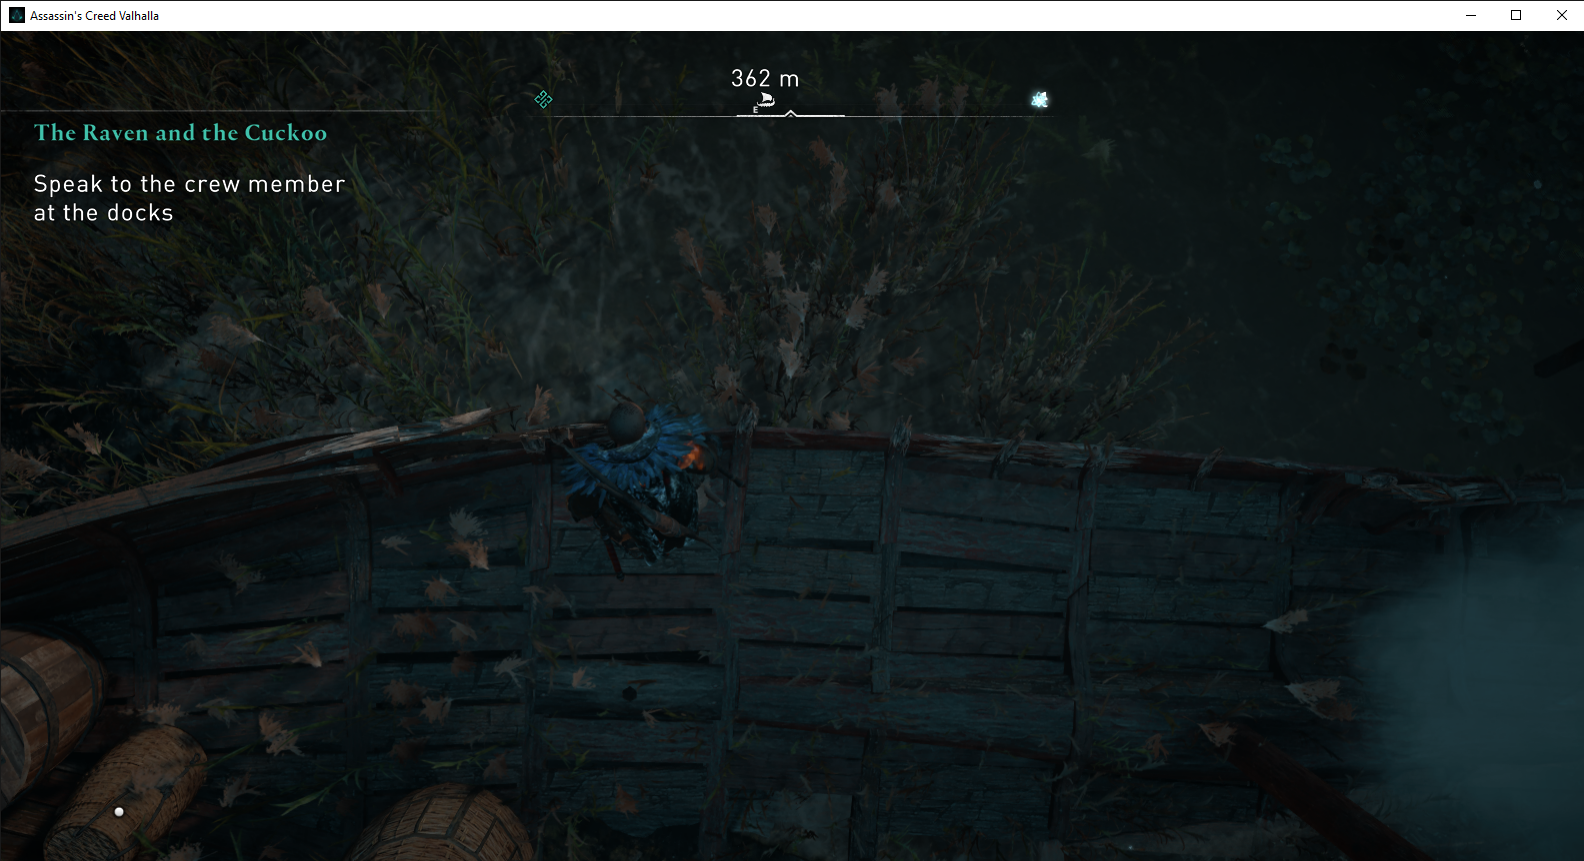 Assassin's Creed Valhalla
362 m
E
The Raven and the Cuckoo
Speak to the crew member
at the docks